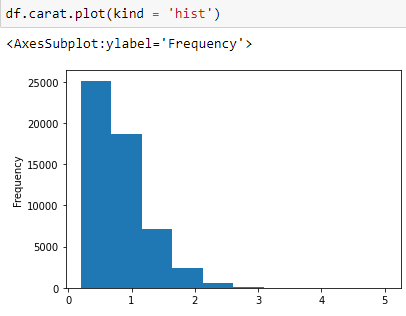 df.carat.plot(kind = 'hist')
<AxesSubplot:ylabel='Frequency'>
25000
20000
15000
10000
5000
0
Frequency
0 1 2 3 4 5